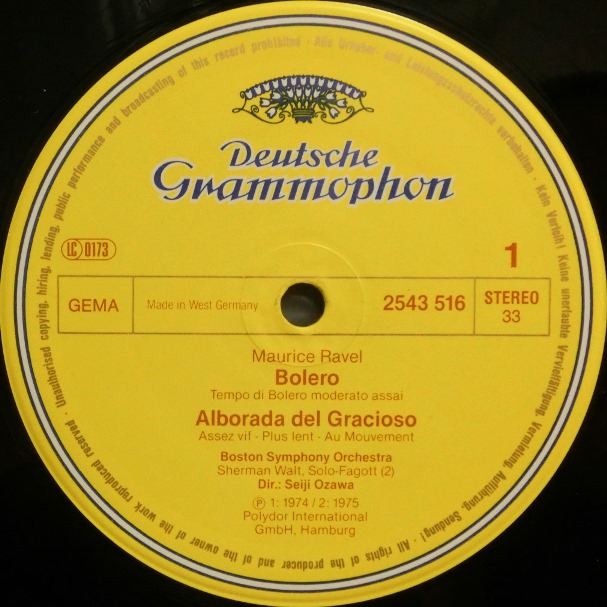 Deutsche
Grammophon
LC 0173
1
GEMA
Made in West Germany
2543 516
STEREO
33
Maurice Ravel
Bolero
Tempo di Bolero moderato assai
Alborada del Gracioso
Assez vif - Plus lent - Au Mouvement
Boston Symphony Orchestra
Sherman Walt, Solo-Fagott (2)
Dir.: Seiji Ozawa
Ⓟ 1: 1974 / 2: 1975
Polydor International
GmbH, Hamburg
Alle Urheber- und Leistungsschutzrechte vorbehalten · Kein Verleih! Keine unerlaubte Vervielfältigung, Vermietung, Aufführung, Sendung! · All rights of the producer and of the owner of the work reproduced reserved · Unauthorised copying, hiring, lending, public performance and broadcasting of this record prohibited ·